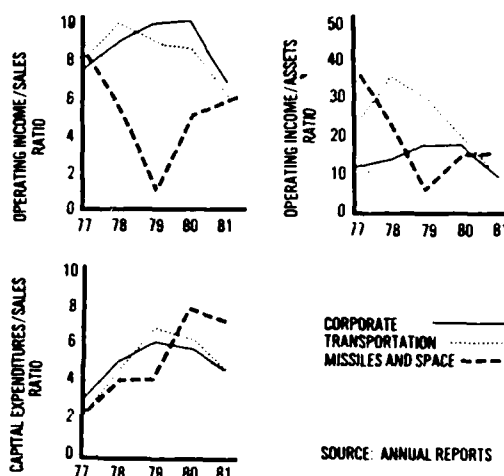 OPERATING INCOME/SALES
RATIO
10
8
6
4
2
0
77 78 79 80 81
OPERATING INCOME/ASSETS
RATIO
50
40
30
20
10
0
77 78 79 80 81
CAPITAL EXPENDITURES/SALES
RATIO
10
8
6
4
2
0
77 78 79 80 81
CORPORATE
TRANSPORTATION
MISSILES AND SPACE
SOURCE: ANNUAL REPORTS